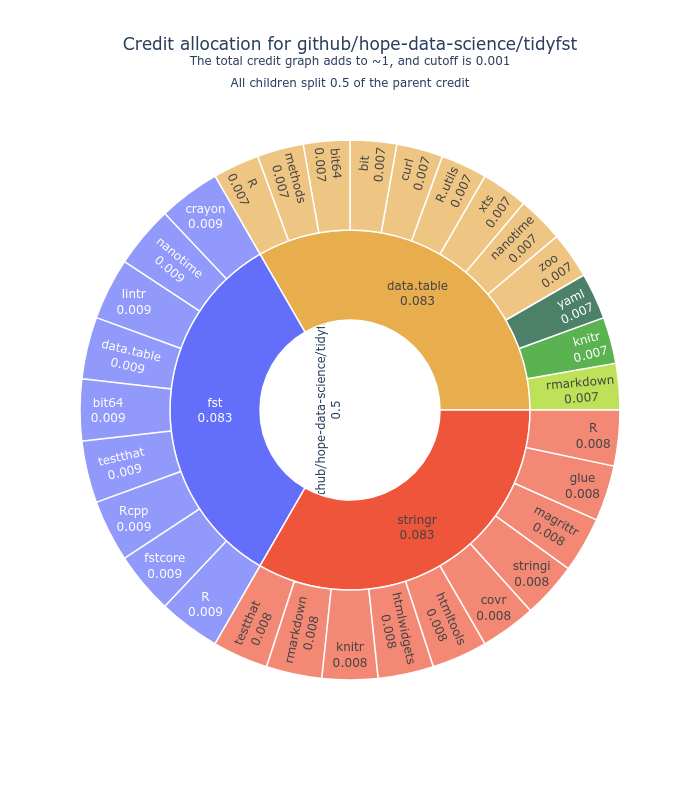 Credit allocation for github/hope-data-science/tidyfst
The total credit graph adds to ~1, and cutoff is 0.001
All children split 0.5 of the parent credit
R
0.007
methods
0.007
bit64
0.007
bit
0.007
curl
0.007
R.utils
0.007
xts
0.007
nanotime
0.007
zoo
0.007
yaml
0.007
knitr
0.007
rmarkdown
0.007
data.table
0.083
crayon
0.009
nanotime
0.009
lintr
0.009
data.table
0.009
bit64
0.009
testthat
0.009
Rcpp
0.009
fstcore
0.009
R
0.009
fst
0.083
hub/hope-data-science/tidyf
0.5
stringr
0.083
R
0.008
glue
0.008
magrittr
0.008
stringi
0.008
covr
0.008
htmltools
0.008
htmlwidgets
0.008
knitr
0.008
rmarkdown
0.008
testthat
0.008